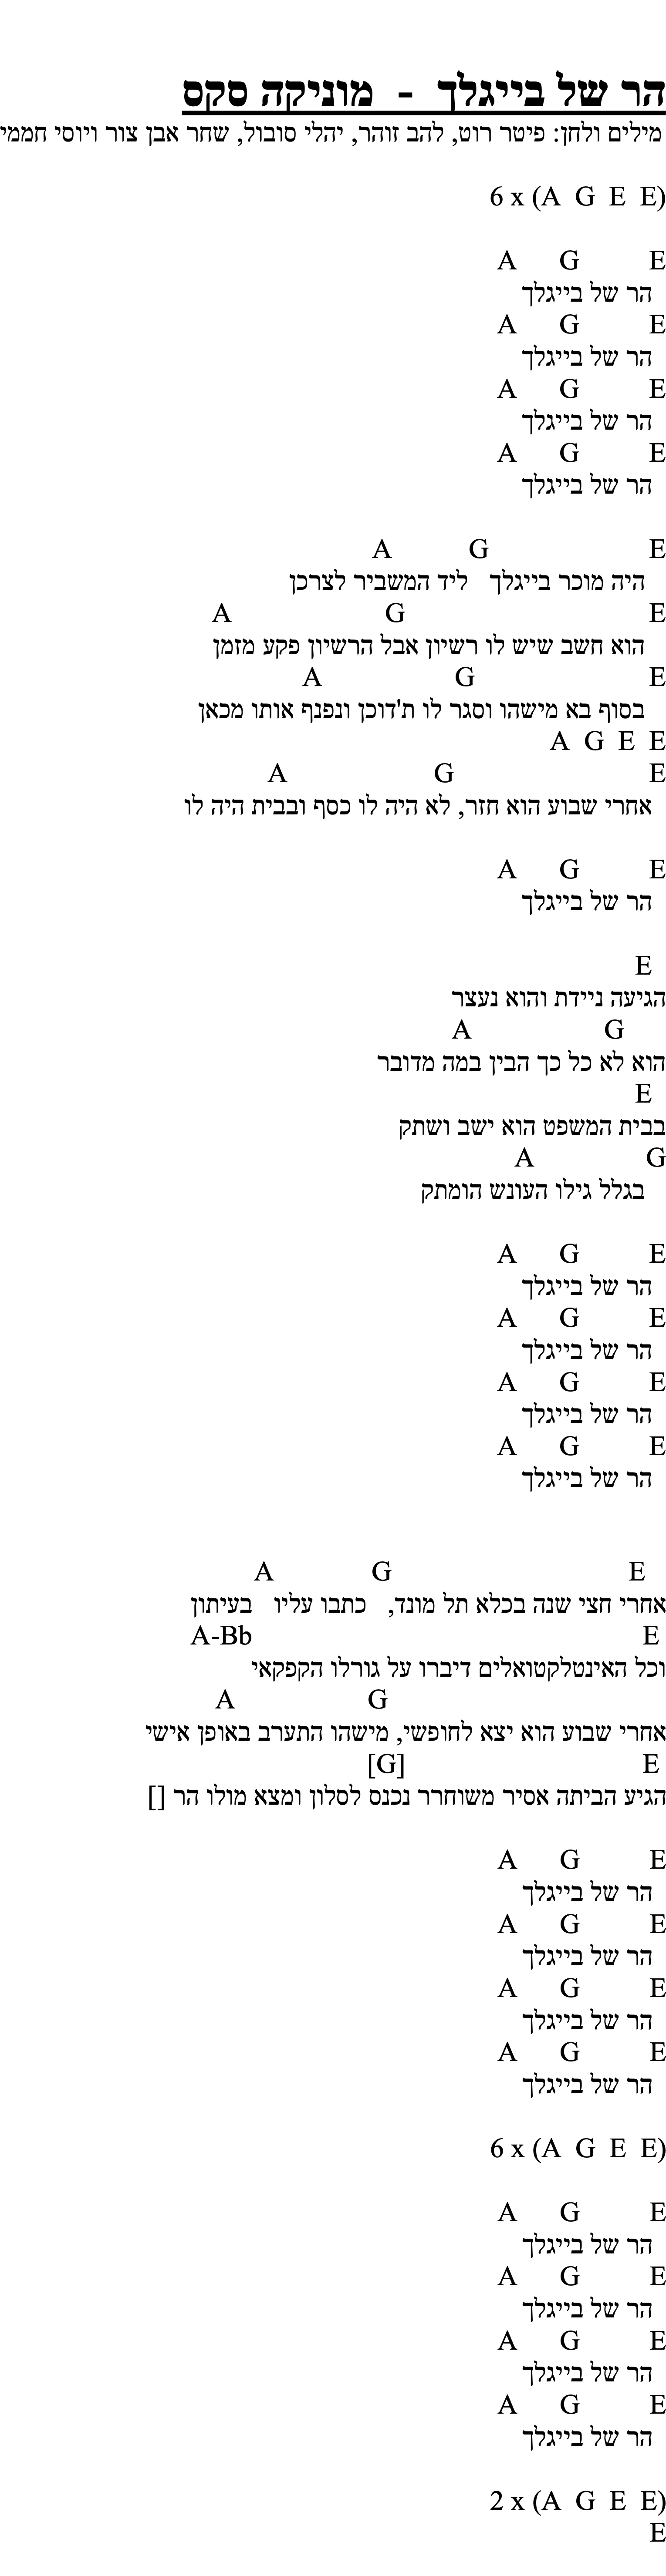 הר של בייגלך - מוניקה סקס
מילים ולחן: פיטר רוט, להב זוהר, יהלי סובול, שחר אבן צור ויוסי חממי
6 x (A G E E)
A G E
הר של בייגלך
A G E
הר של בייגלך
A G E
הר של בייגלך
A G E
הר של בייגלך
A G E
היה מוכר בייגלך ליד המשביר לצרכן
A G E
הוא חשב שיש לו רשיון אבל הרשיון פקע מזמן
A G E
בסוף בא מישהו וסגר לו ת'דוכן ונפנף אותו מכאן
A G E E
A G E
אחרי שבוע הוא חזר, לא היה לו כסף ובבית היה לו
A G E
הר של בייגלך
E
הגיעה ניידת והוא נעצר
A G
הוא לא כל כך הבין במה מדובר
E
בבית המשפט הוא ישב ושתק
A G
בגלל גילו העונש הומתק
A G E
הר של בייגלך
A G E
הר של בייגלך
A G E
הר של בייגלך
A G E
הר של בייגלך
A G E
אחרי חצי שנה בכלא תל מונד, כתבו עליו בעיתון
A-Bb E
וכל האינטלקטואלים דיברו על גורלו הקפקאי
A G
אחרי שבוע הוא יצא לחופשי, מישהו התערב באופן אישי
[G] E
הגיע הביתה אסיר משוחרר נכנס לסלון ומצא מולו הר []
A G E
הר של בייגלך
A G E
הר של בייגלך
A G E
הר של בייגלך
A G E
הר של בייגלך
6 x (A G E E)
A G E
הר של בייגלך
A G E
הר של בייגלך
A G E
הר של בייגלך
A G E
הר של בייגלך
2 x (A G E E)
E